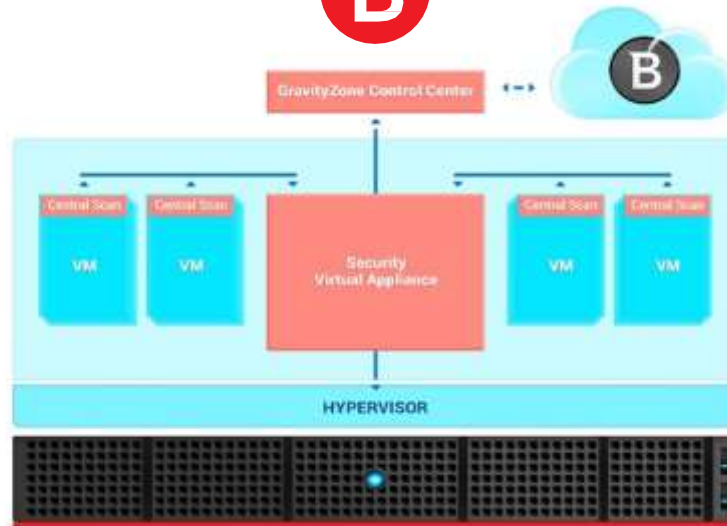 B
B
GravityZone Control Center
Central Scan
Central Scan
Central Scan
Central Scan
VM
VM
Security
Virtual Appliance
VM
VM
HYPERVISOR